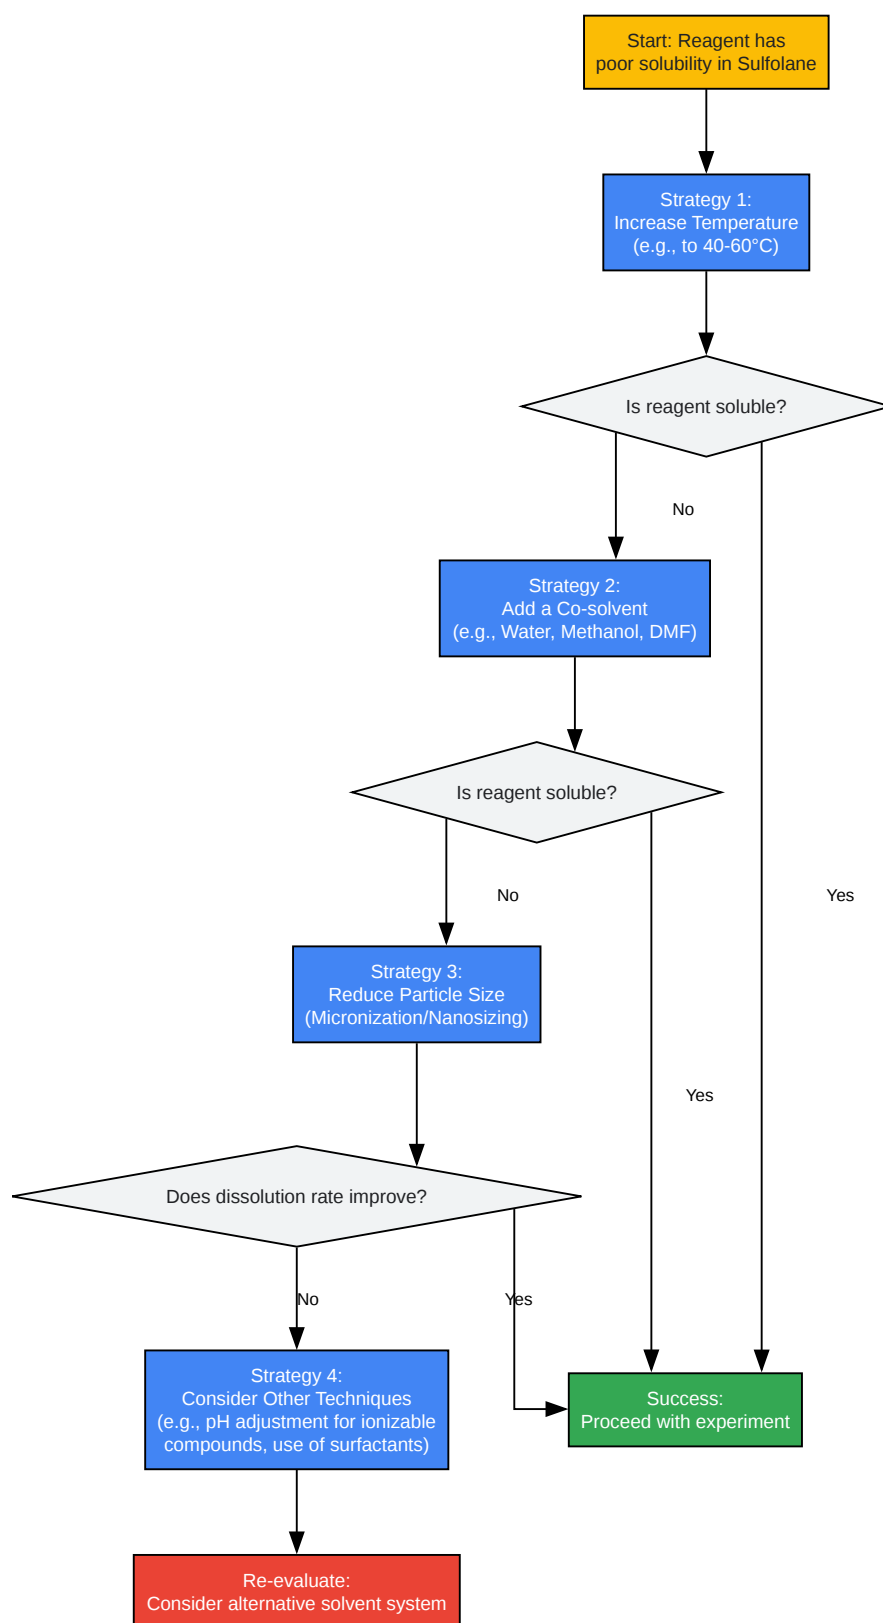 Start: Reagent has
poor solubility in Sulfolane
Strategy 1:
Increase Temperature
(e.g., to 40-60°C)
Is reagent soluble?
No
Strategy 2:
Add a Co-solvent
(e.g., Water, Methanol, DMF)
Is reagent soluble?
No
Yes
Strategy 3:
Reduce Particle Size
(Micronization/Nanosizing)
Yes
Does dissolution rate improve?
No
Yes
Strategy 4:
Consider Other Techniques
(e.g., pH adjustment for ionizable
compounds, use of surfactants)
Success:
Proceed with experiment
Re-evaluate:
Consider alternative solvent system